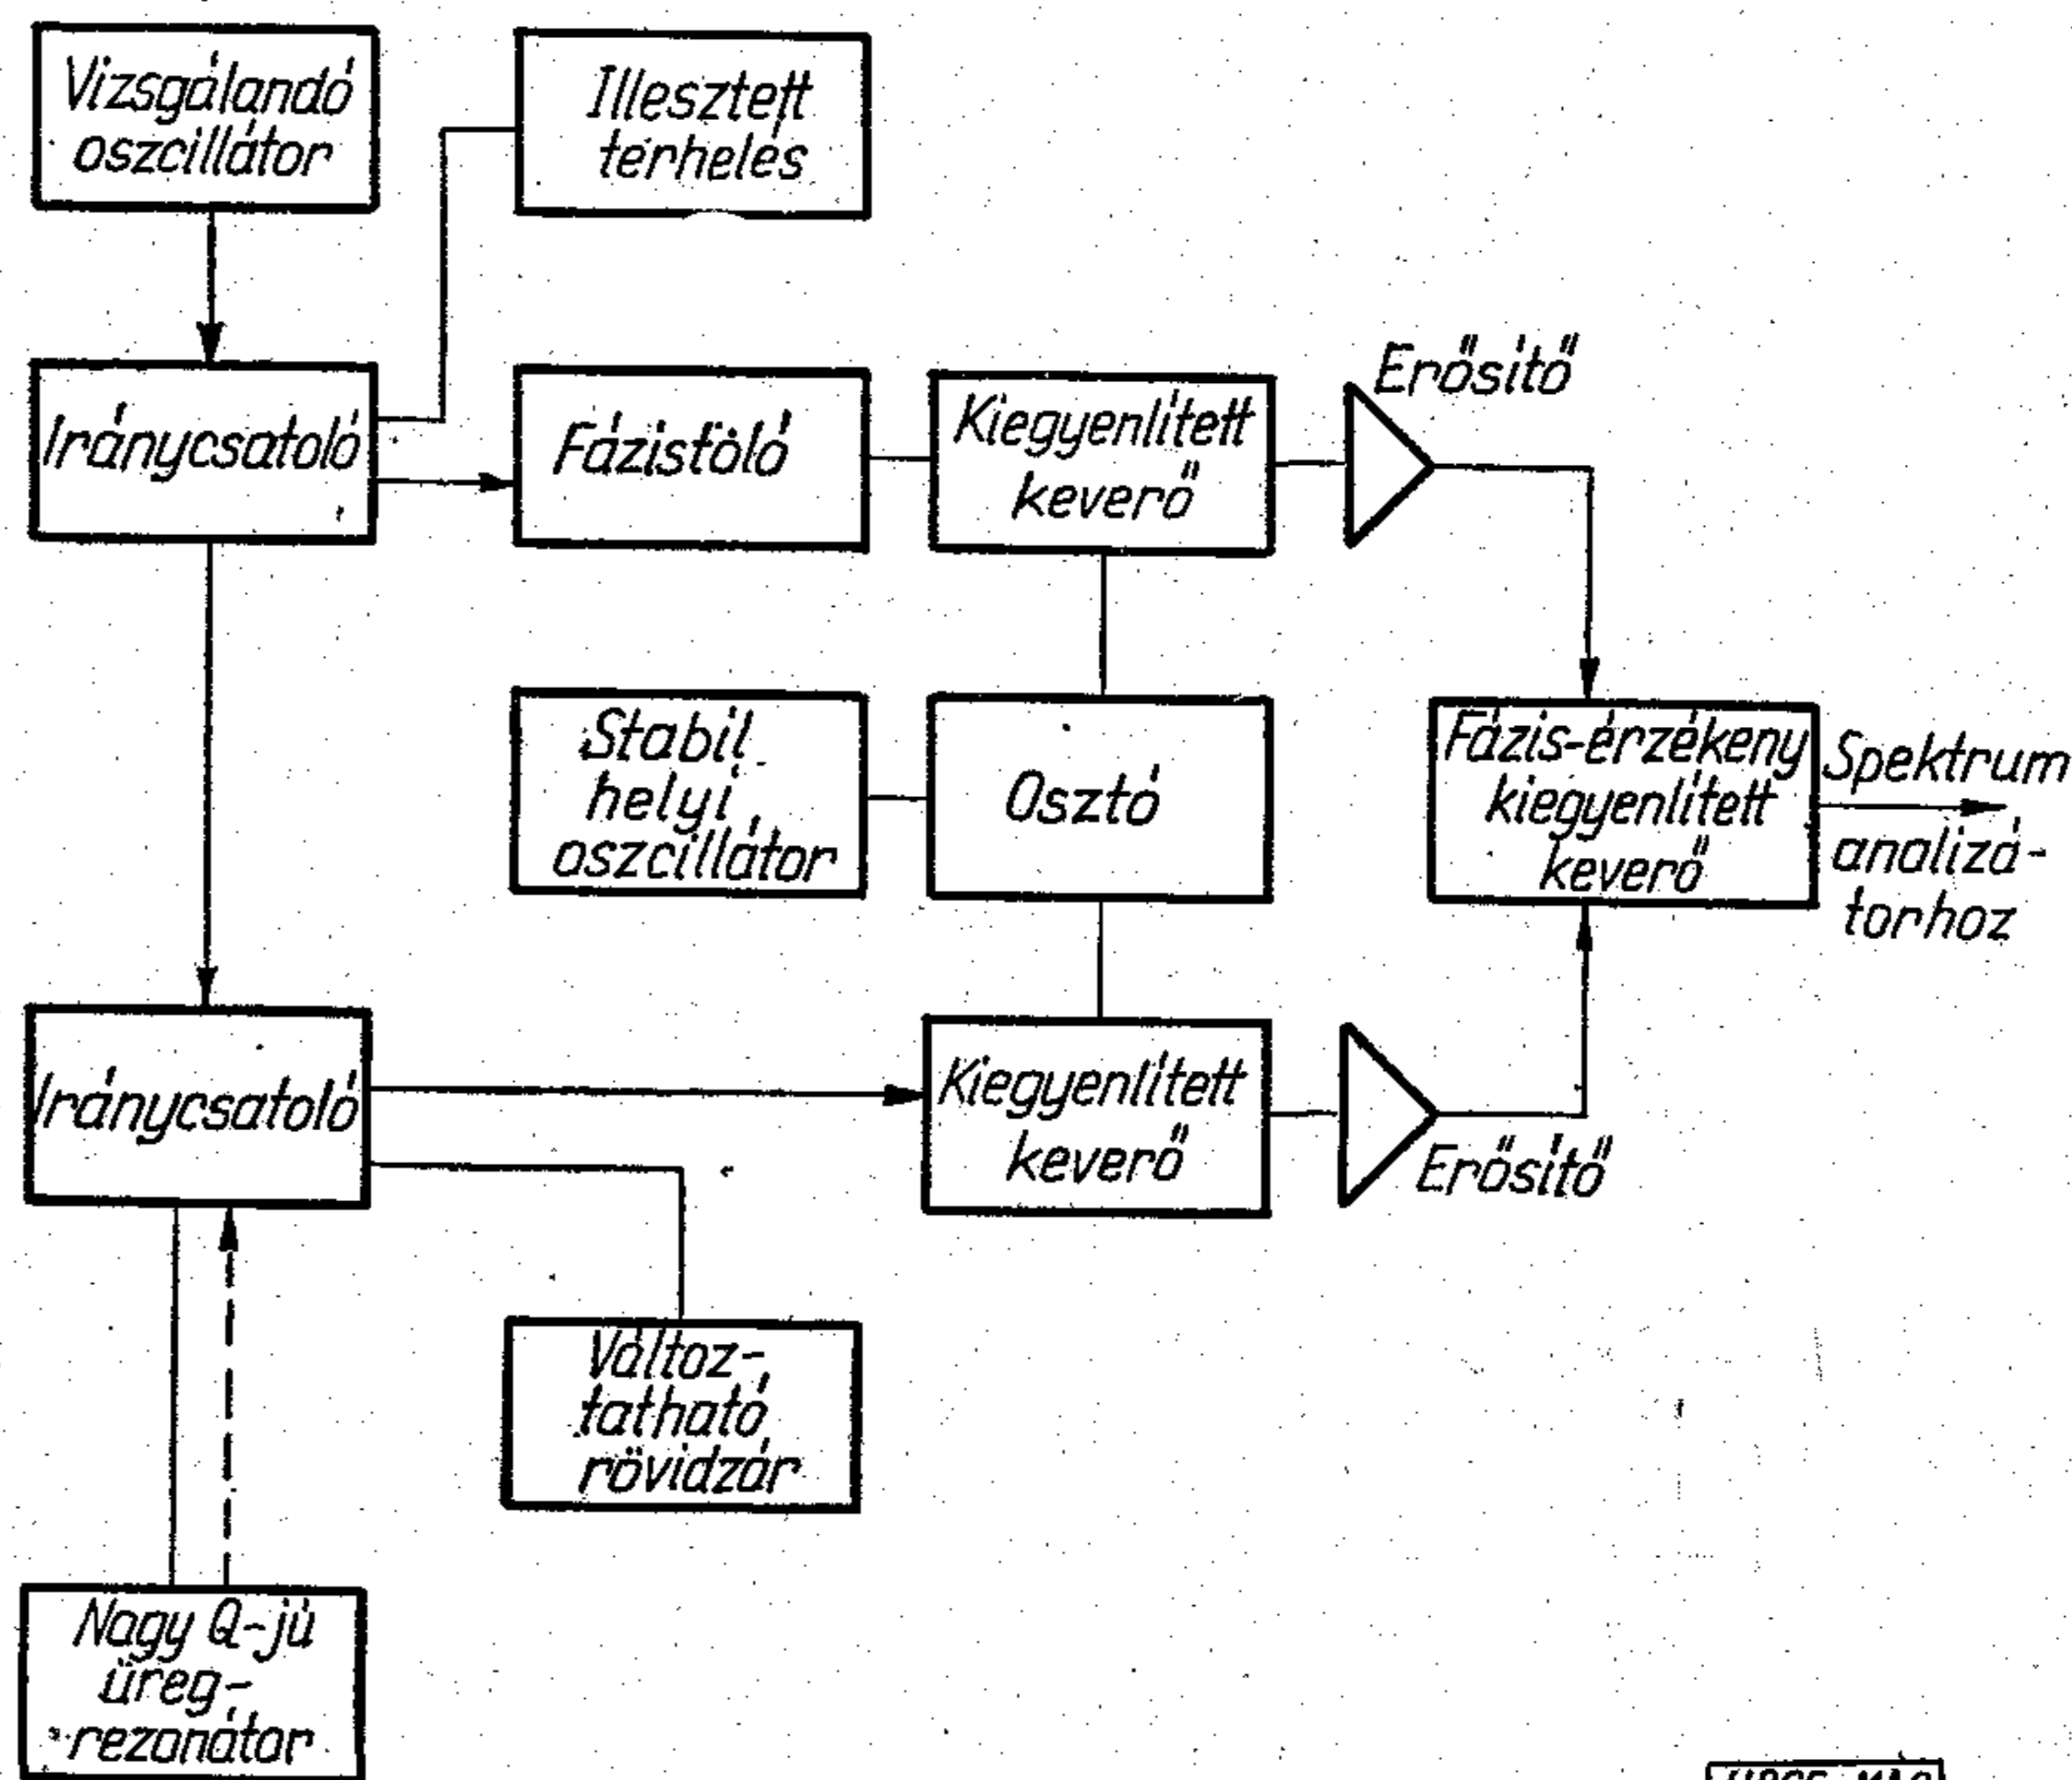 Vizsgálandó
oszcillátor
Illesztett
terhelés
Iránycsatoló
Fázistóló
Kiegyenlített
keverő
Erősítő
Stabil
helyi
oszcillátor
Osztó
Fázis-érzékeny
kiegyenlített
keverő
Spektrum
analizá-
torhoz
Iránycsatoló
Kiegyenlített
keverő
Erősítő
Változ-
tatható
rövidzár
Nagy Q-jú
üreg-
rezonátor